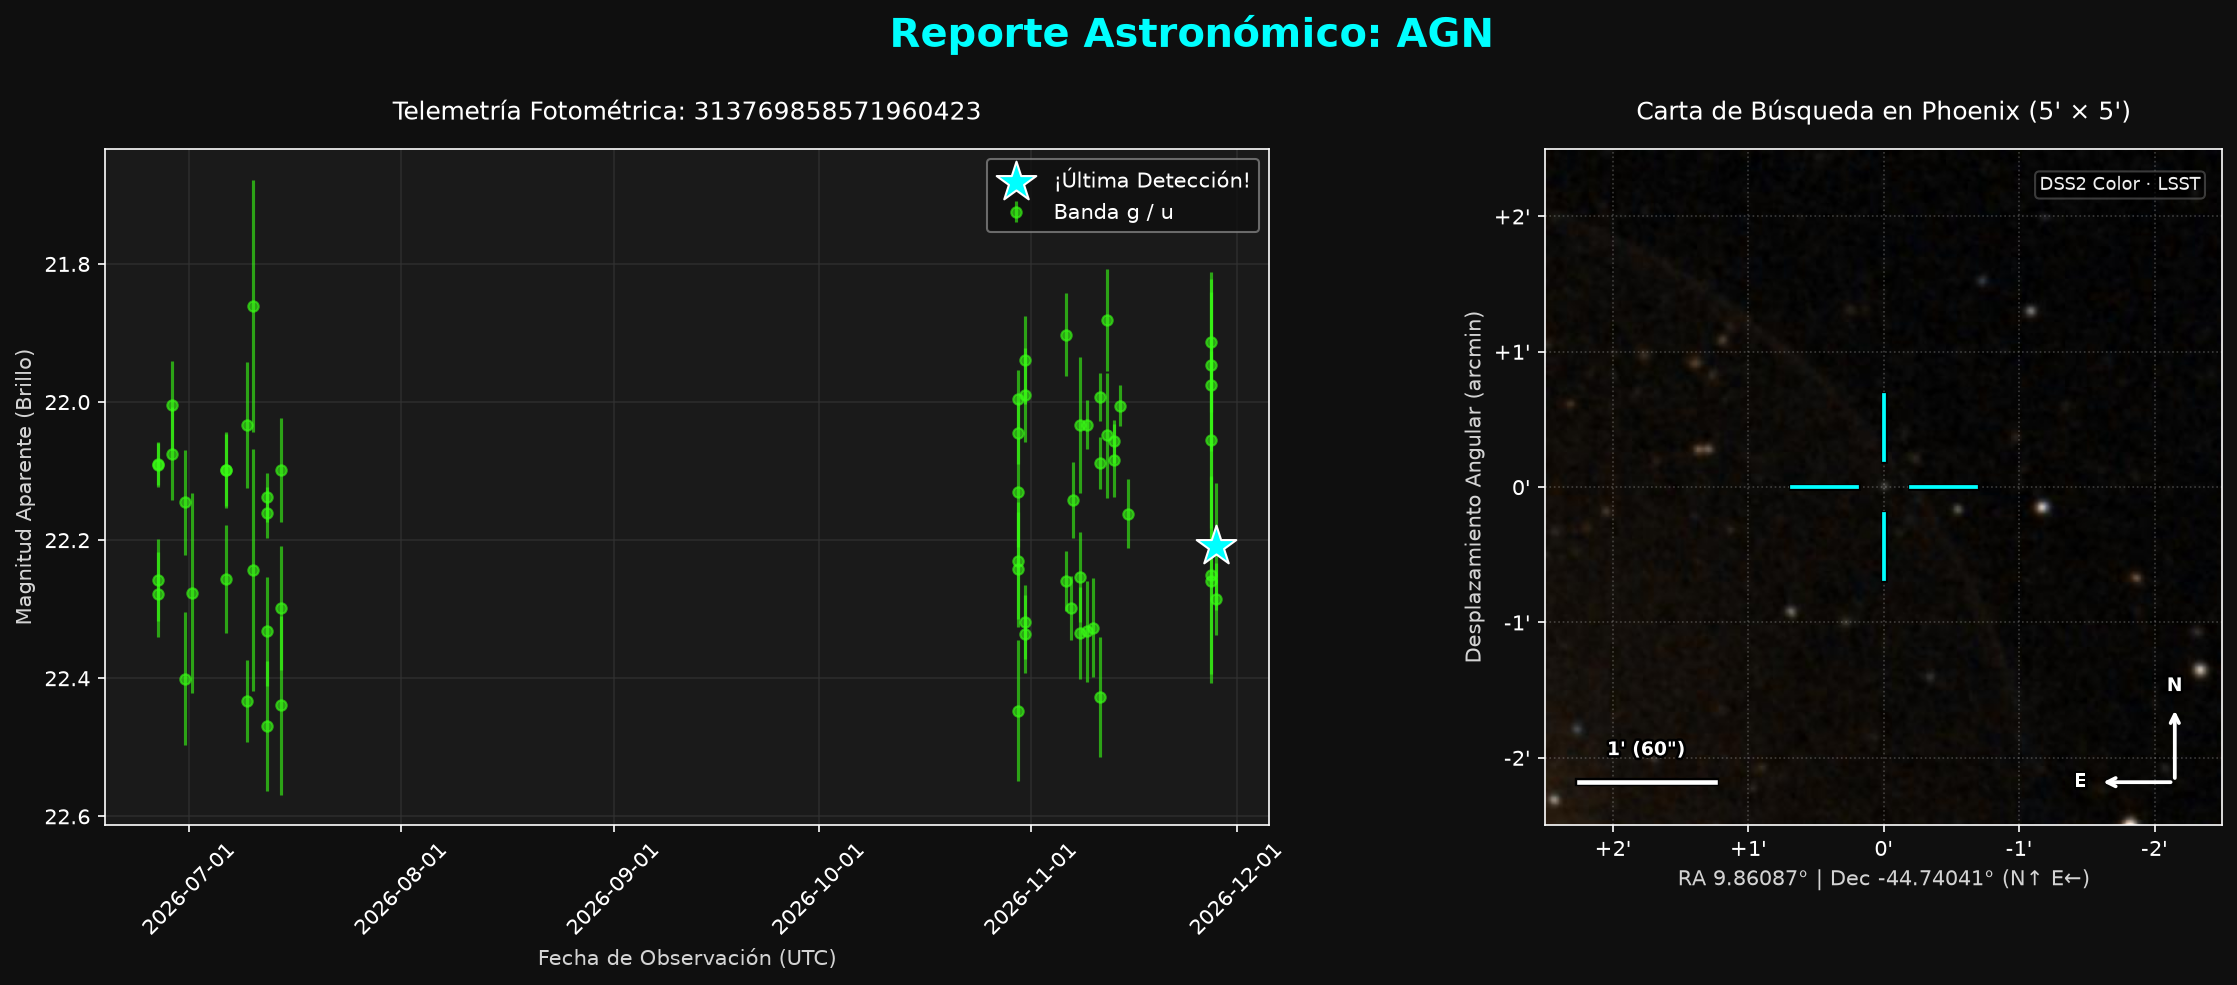 Reporte Astronómico: AGN
Telemetría Fotométrica: 313769858571960423
¡Última Detección!
Banda g / u
Magnitud Aparente (Brillo)
21.8
22.0
22.2
22.4
22.6
2026-07-01
2026-08-01
2026-09-01
2026-10-01
2026-11-01
2026-12-01
Fecha de Observación (UTC)
Carta de Búsqueda en Phoenix (5' × 5')
DSS2 Color · LSST
Desplazamiento Angular (arcmin)
+2'
+1'
0'
-1'
-2'
N
E
1' (60")
+2'
+1'
0'
-1'
-2'
RA 9.86087° | Dec -44.74041° (N↑ E←)